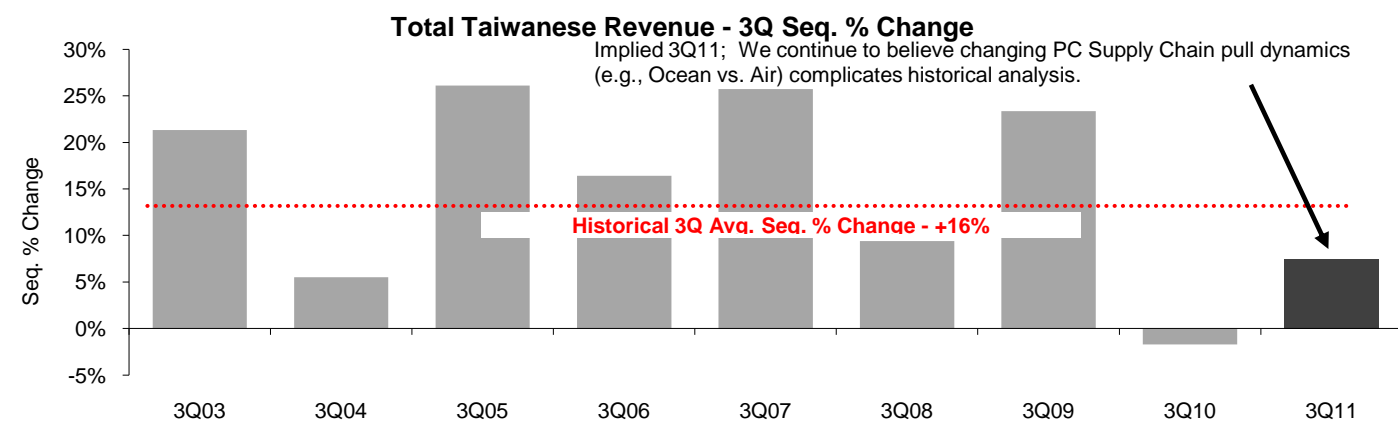 Total Taiwanese Revenue - 3Q Seq. % Change
Implied 3Q11; We continue to believe changing PC Supply Chain pull dynamics
(e.g., Ocean vs. Air) complicates historical analysis.
30%
25%
20%
15%
10%
5%
0%
-5%
Seq. % Change
Historical 3Q Avg. Seq. % Change - +16%
3Q03 3Q04 3Q05 3Q06 3Q07 3Q08 3Q09 3Q10 3Q11